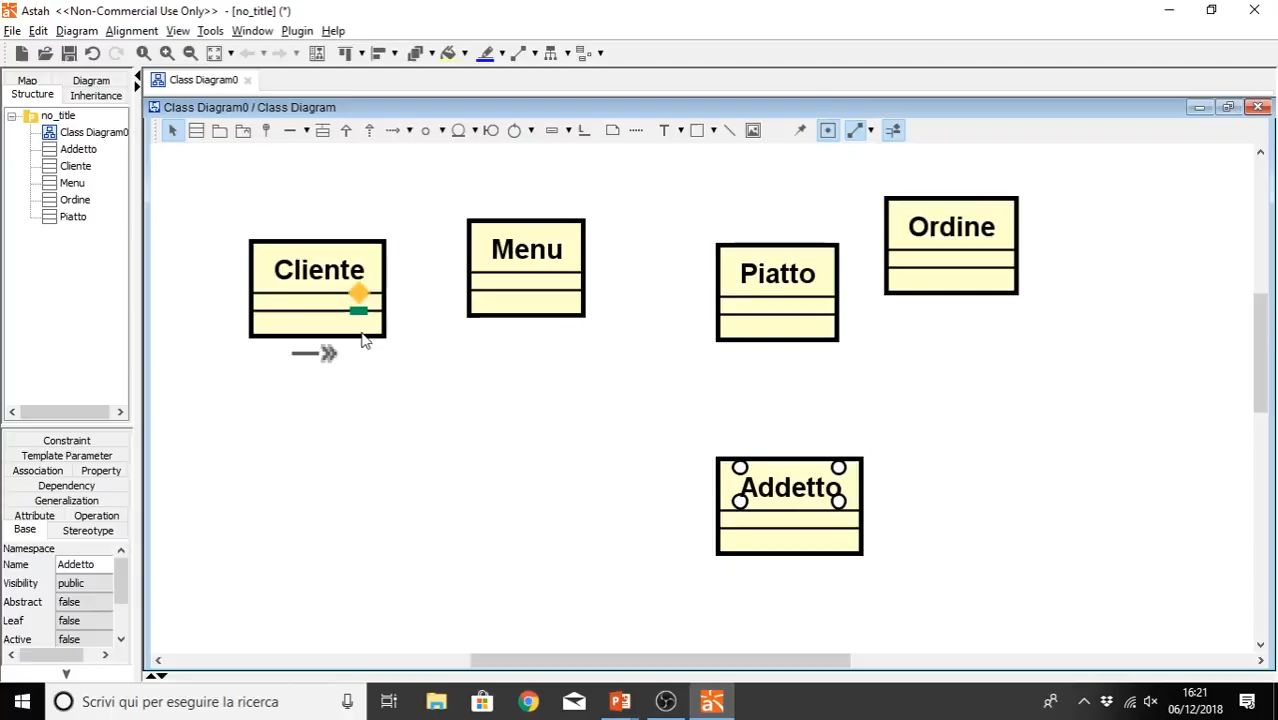 Astah <<Non-Commercial Use Only>> - [no_title] (*)
File Edit Diagram Alignment View Tools Window Plugin Help
Map Diagram
Structure Inheritance
no_title
Class Diagram0
Addetto
Cliente
Menu
Ordine
Piatto
Class Diagram0
Class Diagram0 / Class Diagram
T
Cliente
Menu
Piatto
Ordine
Addetto
Constraint
Template Parameter
Association Property
Dependency
Generalization
Attribute Operation
Base Stereotype
Namespace
Name Addetto
Visibility public
Abstract false
Leaf false
Active false
Scrivi qui per eseguire la ricerca
16:21
06/12/2018